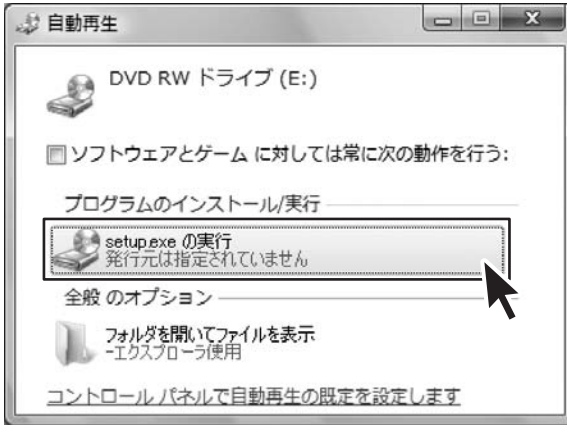 自動再生
DVD RW ドライブ (E:)
ソフトウェアとゲーム に対しては常に次の動作を行う:
プログラムのインストール/実行
setup.exe の実行
発行元は指定されていません
全般 のオプション
フォルダを開いてファイルを表示
-エクスプローラ使用
コントロール パネルで自動再生の既定を設定します